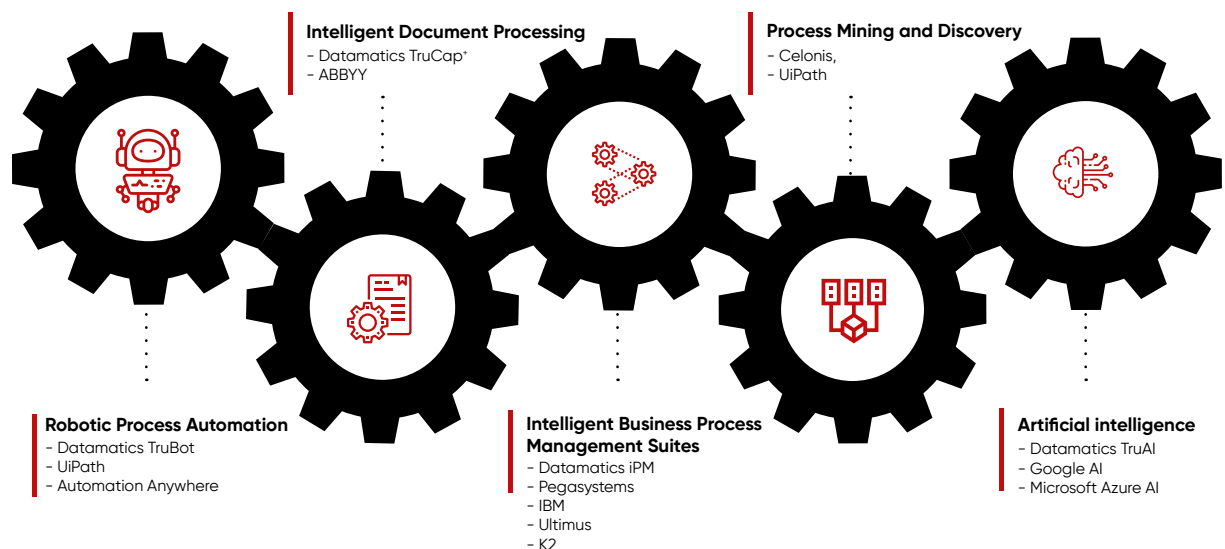 Intelligent Document Processing
- Datamatics TruCap⁺
- ABBYY
Process Mining and Discovery
- Celonis,
- UiPath
Robotic Process Automation
- Datamatics TruBot
- UiPath
- Automation Anywhere
Intelligent Business Process
Management Suites
- Datamatics iPM
- Pegasystems
- IBM
- Ultimus
- K2
Artificial intelligence
- Datamatics TruAI
- Google AI
- Microsoft Azure AI